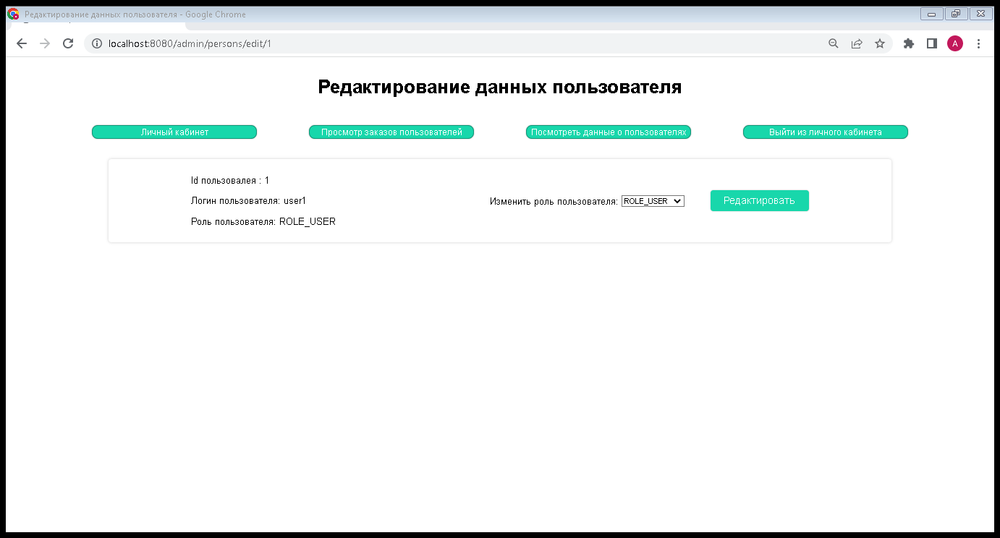 Редактирование данных пользователя - Google Chrome
localhost:8080/admin/persons/edit/1
A
Редактирование данных пользователя
Личный кабинет
Просмотр заказов пользователей
Посмотреть данные о пользователях
Выйти из личного кабинета
Id пользовалея : 1
Логин пользователя: user1
Роль пользователя: ROLE_USER
Изменить роль пользователя: ROLE_USER
Редактировать